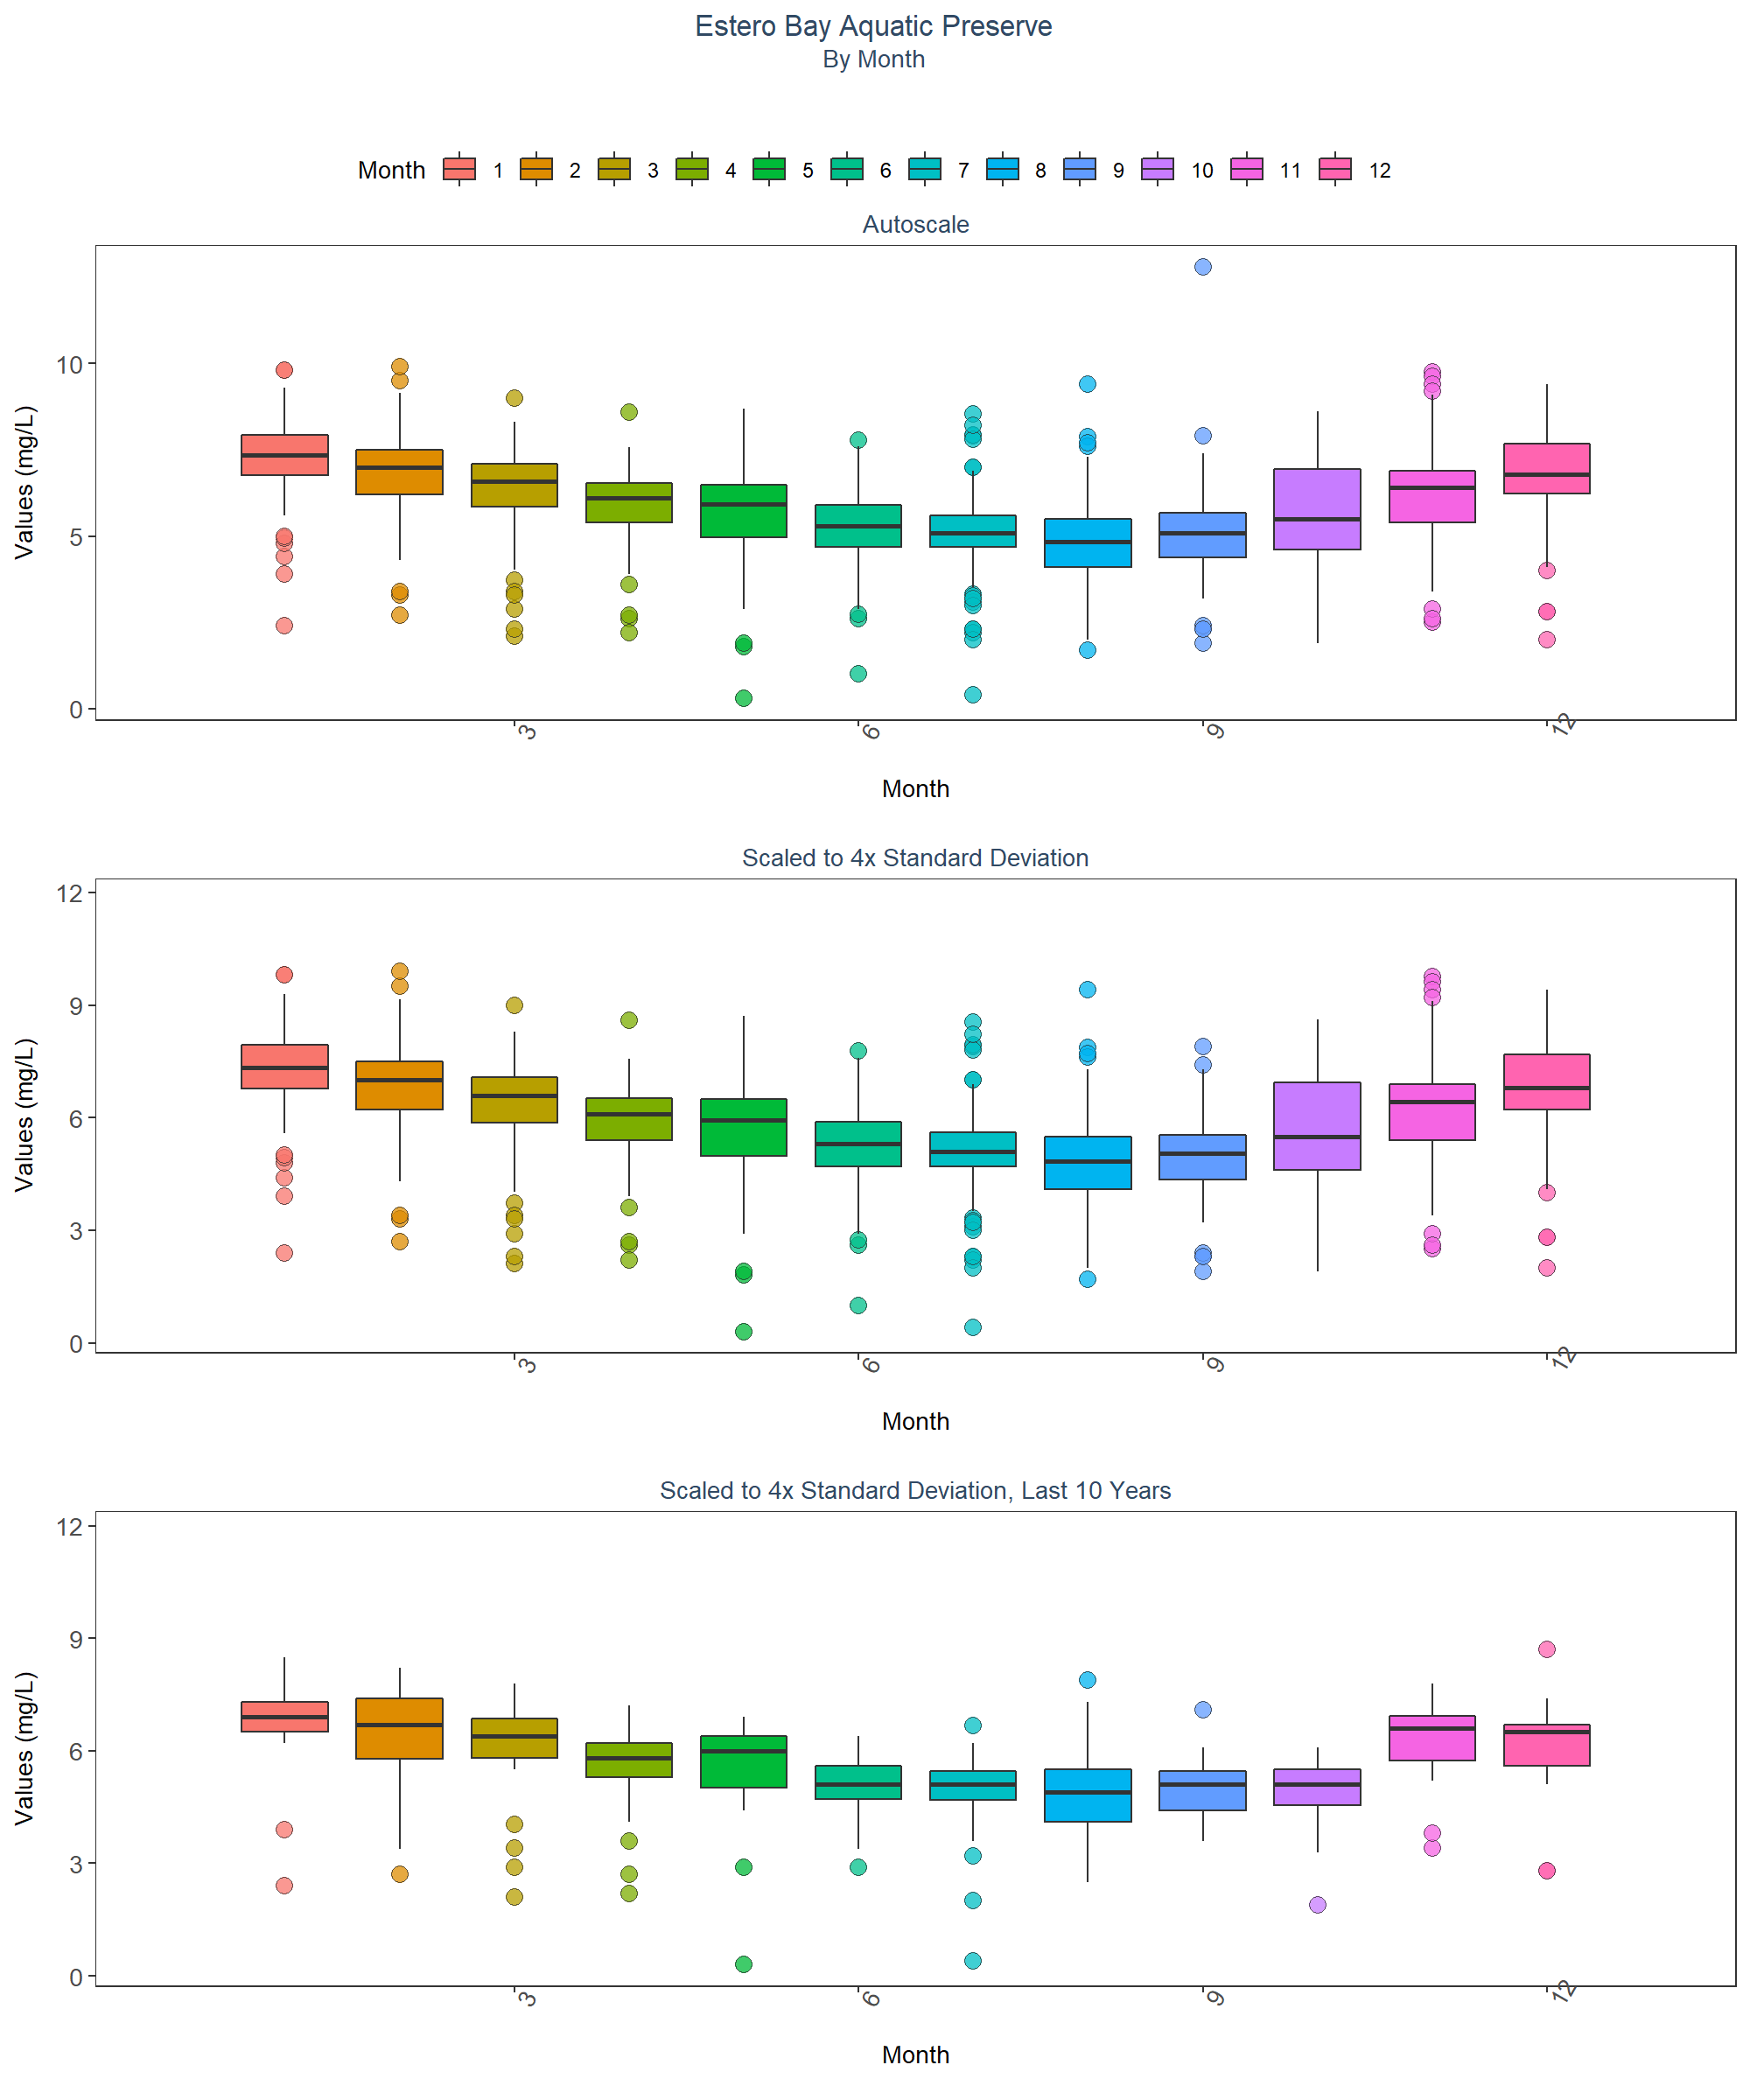 Estero Bay Aquatic Preserve
By Month
Month 1 2 3 4 5 6 7 8 9 10 11 12
Autoscale
Values (mg/L)
10
5
0
3 6 9 12
Month
Scaled to 4x Standard Deviation
Values (mg/L)
12
9
6
3
0
3 6 9 12
Month
Scaled to 4x Standard Deviation, Last 10 Years
Values (mg/L)
12
9
6
3
0
3 6 9 12
Month